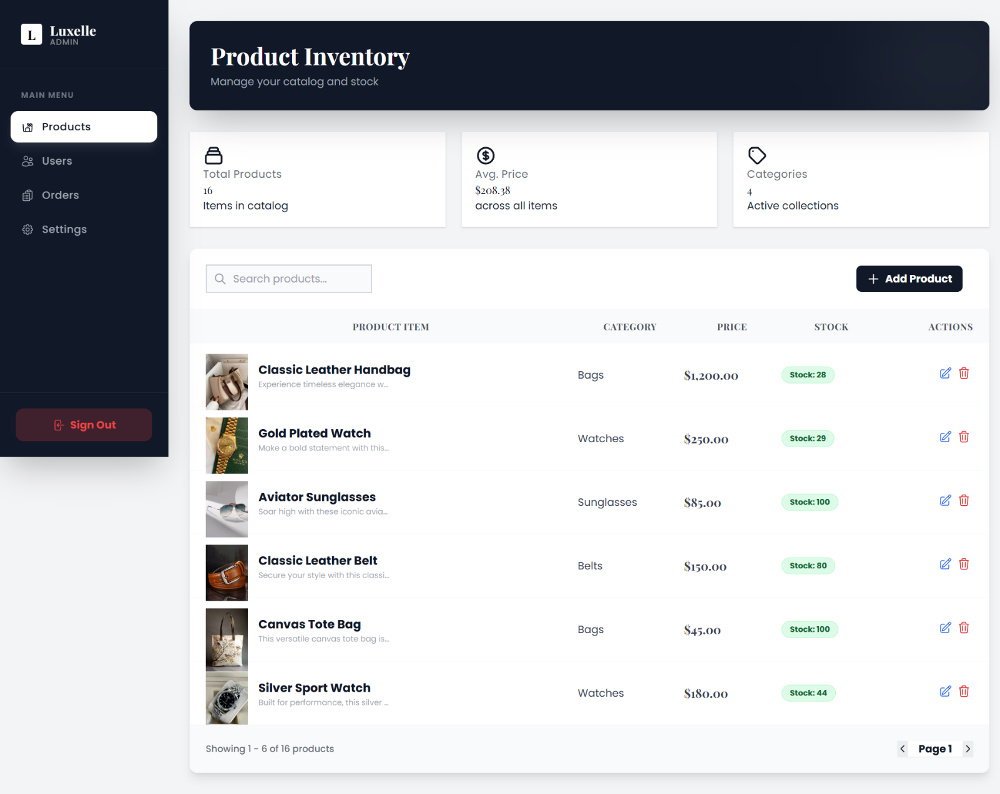 L
Luxelle
ADMIN
MAIN MENU
Products
Users
Orders
Settings
Sign Out
Product Inventory
Manage your catalog and stock
Total Products
16
Items in catalog
Avg. Price
$208.38
across all items
Categories
4
Active collections
Search products...
Add Product
PRODUCT ITEM CATEGORY PRICE STOCK ACTIONS
Classic Leather Handbag
Experience timeless elegance w...
Bags $1,200.00 Stock: 28
Gold Plated Watch
Make a bold statement with this...
Watches $250.00 Stock: 29
Aviator Sunglasses
Soar high with these iconic avia...
Sunglasses $85.00 Stock: 100
Classic Leather Belt
Secure your style with this classi...
Belts $150.00 Stock: 80
Canvas Tote Bag
This versatile canvas tote bag is...
Bags $45.00 Stock: 100
Silver Sport Watch
Built for performance, this silver ...
Watches $180.00 Stock: 44
Showing 1 - 6 of 16 products
Page 1